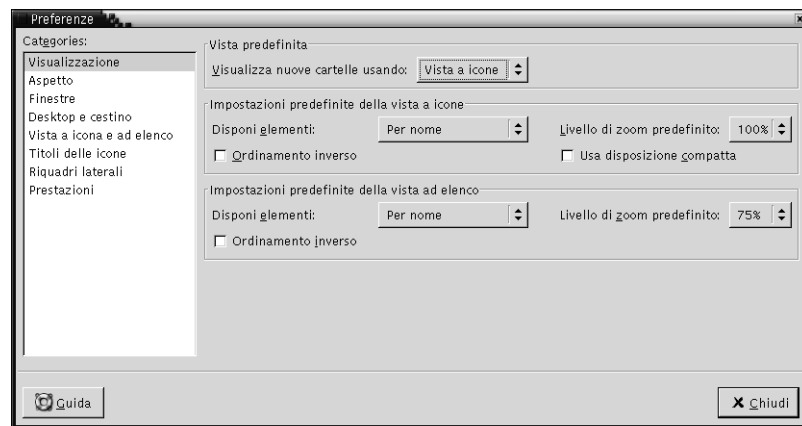 Preferenze
Categories:
Visualizzazione
Aspetto
Finestre
Desktop e cestino
Vista a icona e ad elenco
Titoli delle icone
Riquadri laterali
Prestazioni
Vista predefinita
Visualizza nuove cartelle usando: Vista a icone
Impostazioni predefinite della vista a icone
Disponi elementi: Per nome Livello di zoom predefinito: 100%
Ordinamento inverso Usa disposizione compatta
Impostazioni predefinite della vista ad elenco
Disponi elementi: Per nome Livello di zoom predefinito: 75%
Ordinamento inverso
Guida Chiudi